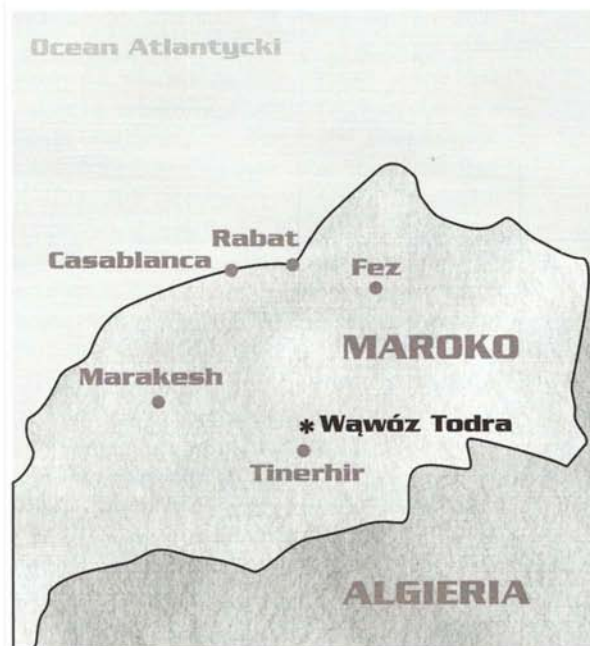 Ocean Atlantycki
Rabat
Casablanca
Fez
MAROKO
Marakesh
* Wąwóz Todra
Tinerhir
ALGIERIA